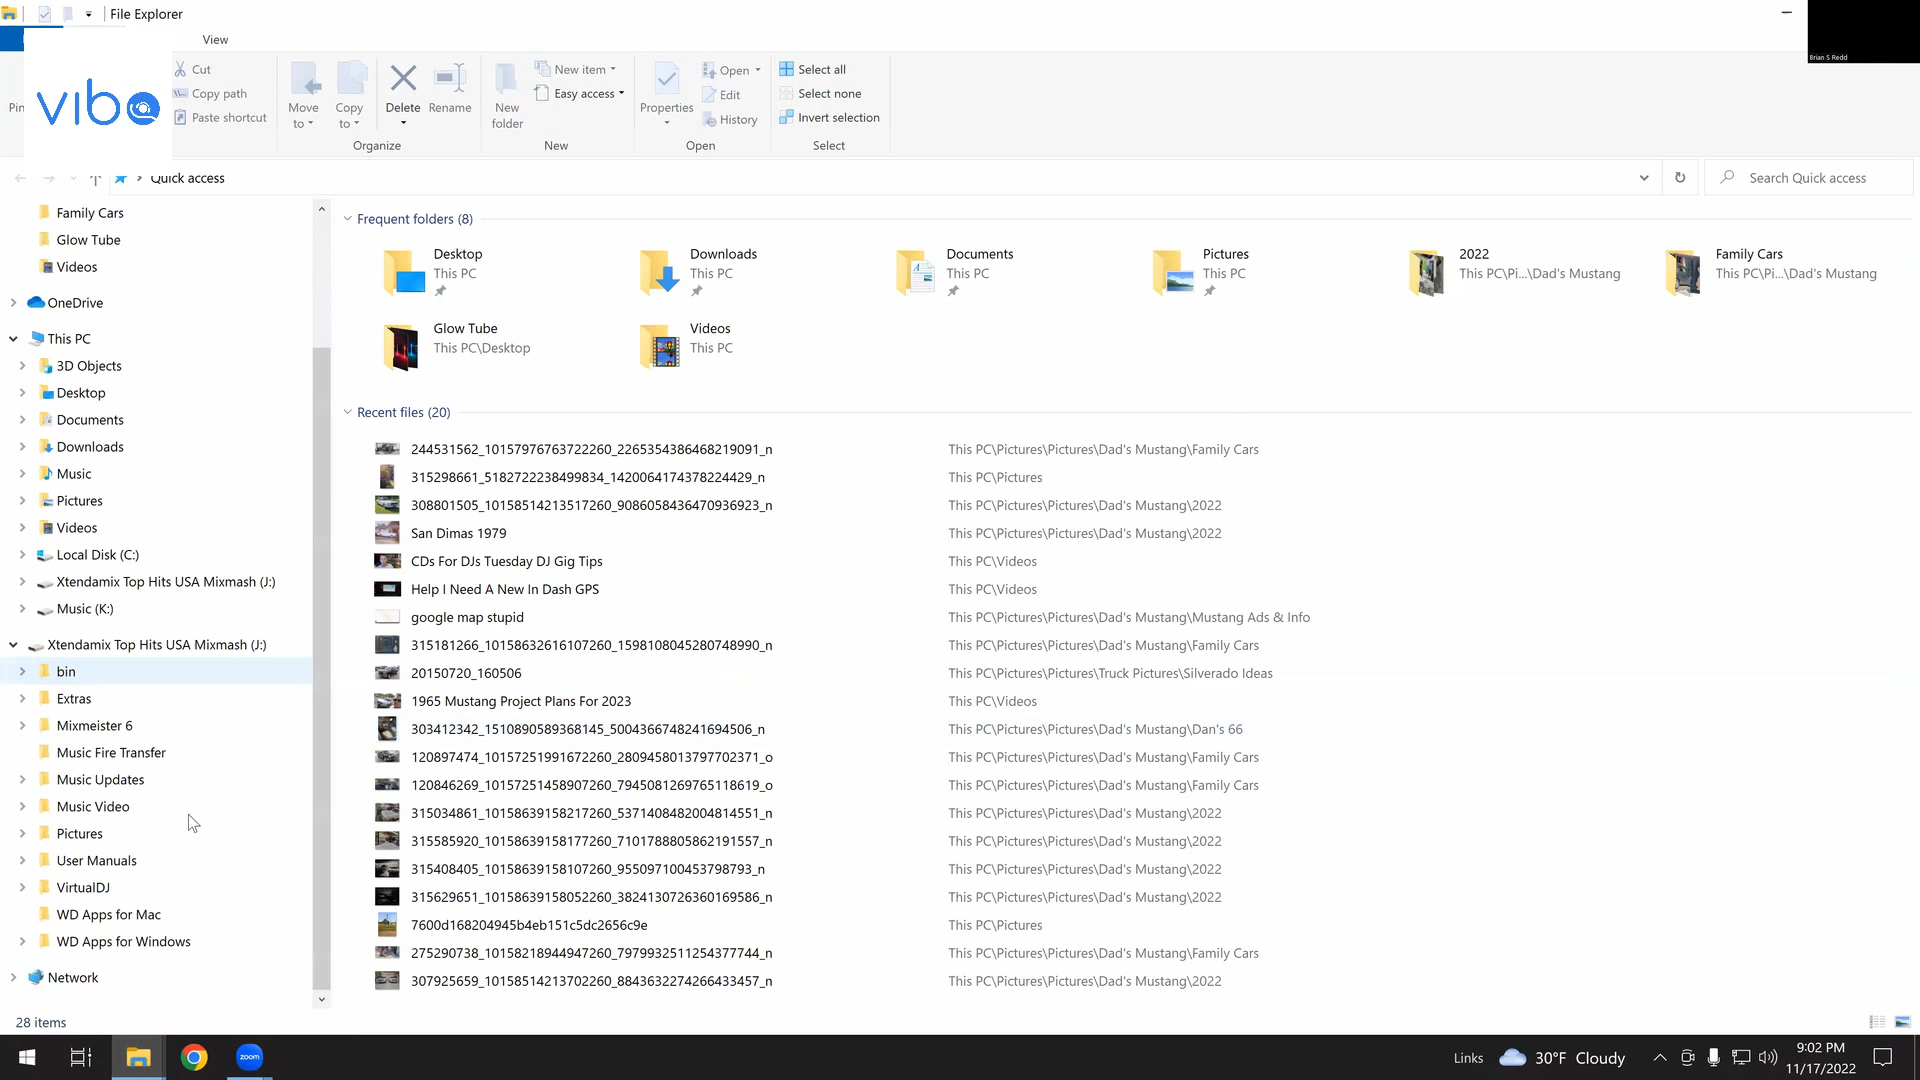 File Explorer
View
Brian S Redd
vibo
Pin
Cut
Copy path
Paste shortcut
Move to
Copy to
Delete
Rename
New folder
New item
Easy access
Properties
Open
Edit
History
Select all
Select none
Invert selection
Organize
New
Open
Select
Quick access
Search Quick access
Family Cars
Glow Tube
Videos
OneDrive
This PC
3D Objects
Desktop
Documents
Downloads
Music
Pictures
Videos
Local Disk (C:)
Xtendamix Top Hits USA Mixmash (J:)
Music (K:)
Xtendamix Top Hits USA Mixmash (J:)
bin
Extras
Mixmeister 6
Music Fire Transfer
Music Updates
Music Video
Pictures
User Manuals
VirtualDJ
WD Apps for Mac
WD Apps for Windows
Network
Frequent folders (8)
Desktop
This PC
Downloads
This PC
Documents
This PC
Pictures
This PC
2022
This PC\Pi...\Dad's Mustang
Family Cars
This PC\Pi...\Dad's Mustang
Glow Tube
This PC\Desktop
Videos
This PC
Recent files (20)
244531562_10157976763722260_2265354386468219091_n This PC\Pictures\Pictures\Dad's Mustang\Family Cars
315298661_5182722238499834_1420064174378224429_n This PC\Pictures
308801505_10158514213517260_9086058436470936923_n This PC\Pictures\Pictures\Dad's Mustang\2022
San Dimas 1979 This PC\Pictures\Pictures\Dad's Mustang\2022
CDs For DJs Tuesday DJ Gig Tips This PC\Videos
Help I Need A New In Dash GPS This PC\Videos
google map stupid This PC\Pictures\Pictures\Dad's Mustang\Mustang Ads & Info
315181266_10158632616107260_1598108045280748990_n This PC\Pictures\Pictures\Dad's Mustang\Family Cars
20150720_160506 This PC\Pictures\Pictures\Truck Pictures\Silverado Ideas
1965 Mustang Project Plans For 2023 This PC\Videos
303412342_1510890589368145_5004366748241694506_n This PC\Pictures\Pictures\Dad's Mustang\Dan's 66
120897474_10157251991672260_2809458013797702371_o This PC\Pictures\Pictures\Dad's Mustang\Family Cars
120846269_10157251458907260_7945081269765118619_o This PC\Pictures\Pictures\Dad's Mustang\Family Cars
315034861_10158639158217260_5371408482004814551_n This PC\Pictures\Pictures\Dad's Mustang\2022
315585920_10158639158177260_7101788805862191557_n This PC\Pictures\Pictures\Dad's Mustang\2022
315408405_10158639158107260_955097100453798793_n This PC\Pictures\Pictures\Dad's Mustang\2022
315629651_10158639158052260_3824130726360169586_n This PC\Pictures\Pictures\Dad's Mustang\2022
7600d168204945b4eb151c5dc2656c9e This PC\Pictures
275290738_10158218944947260_7979932511254377744_n This PC\Pictures\Pictures\Dad's Mustang\Family Cars
307925659_10158514213702260_8843632274266433457_n This PC\Pictures\Pictures\Dad's Mustang\2022
28 items
zoom
Links
30°F Cloudy
9:02 PM
11/17/2022